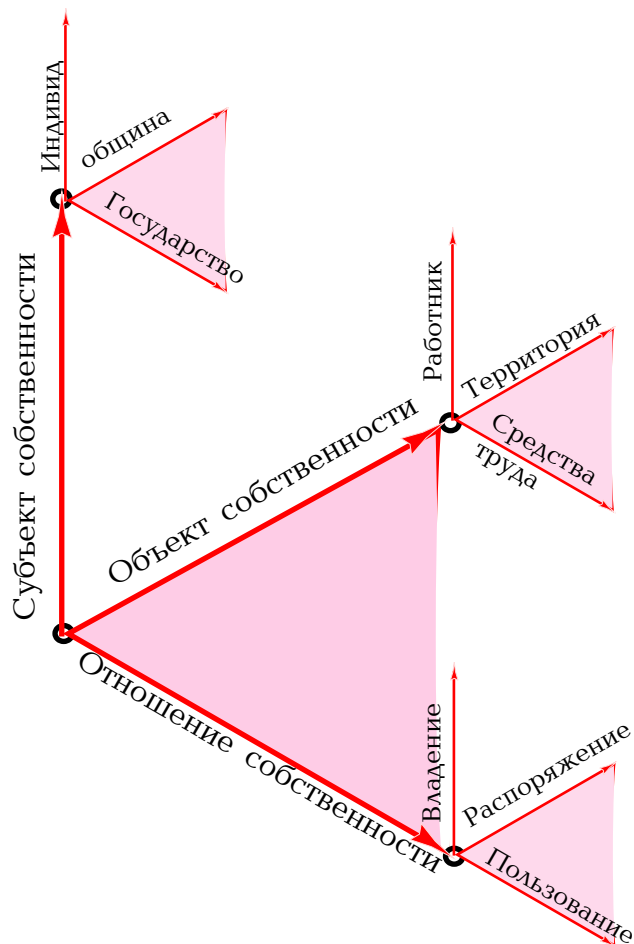 Индивид
община
Государство
Субъект собственности
Работник
Территория
Средства
труда
Объект собственности
Отношение собственности
Владение
Распоряжение
Пользование